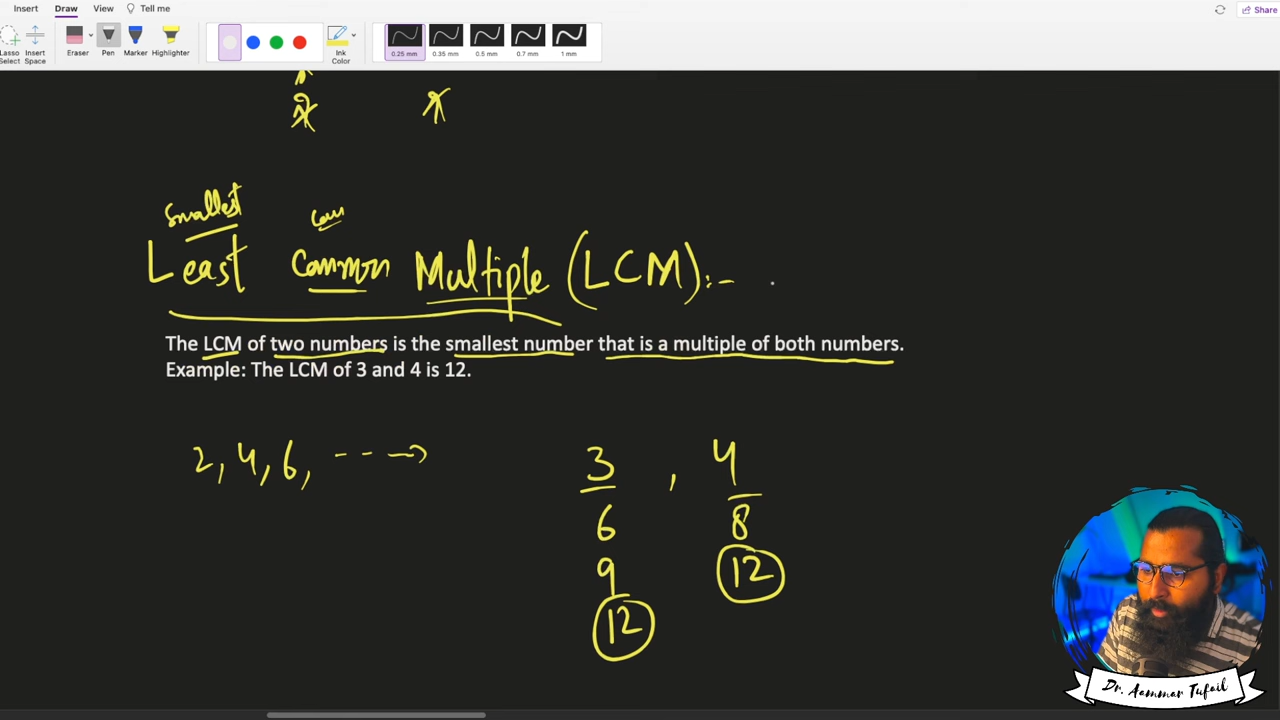 Insert Draw View Tell me
Share
Lasso Select Insert Space Eraser Pen Marker Highlighter Ink Color 0.25 mm 0.35 mm 0.5 mm 0.7 mm 1 mm
Smallest
Least Common Multiple (LCM):-
The LCM of two numbers is the smallest number that is a multiple of both numbers.
Example: The LCM of 3 and 4 is 12.
2, 4, 6, ---→
3 , 4
6 8
9 12
12
Dr. Aammar Tufail